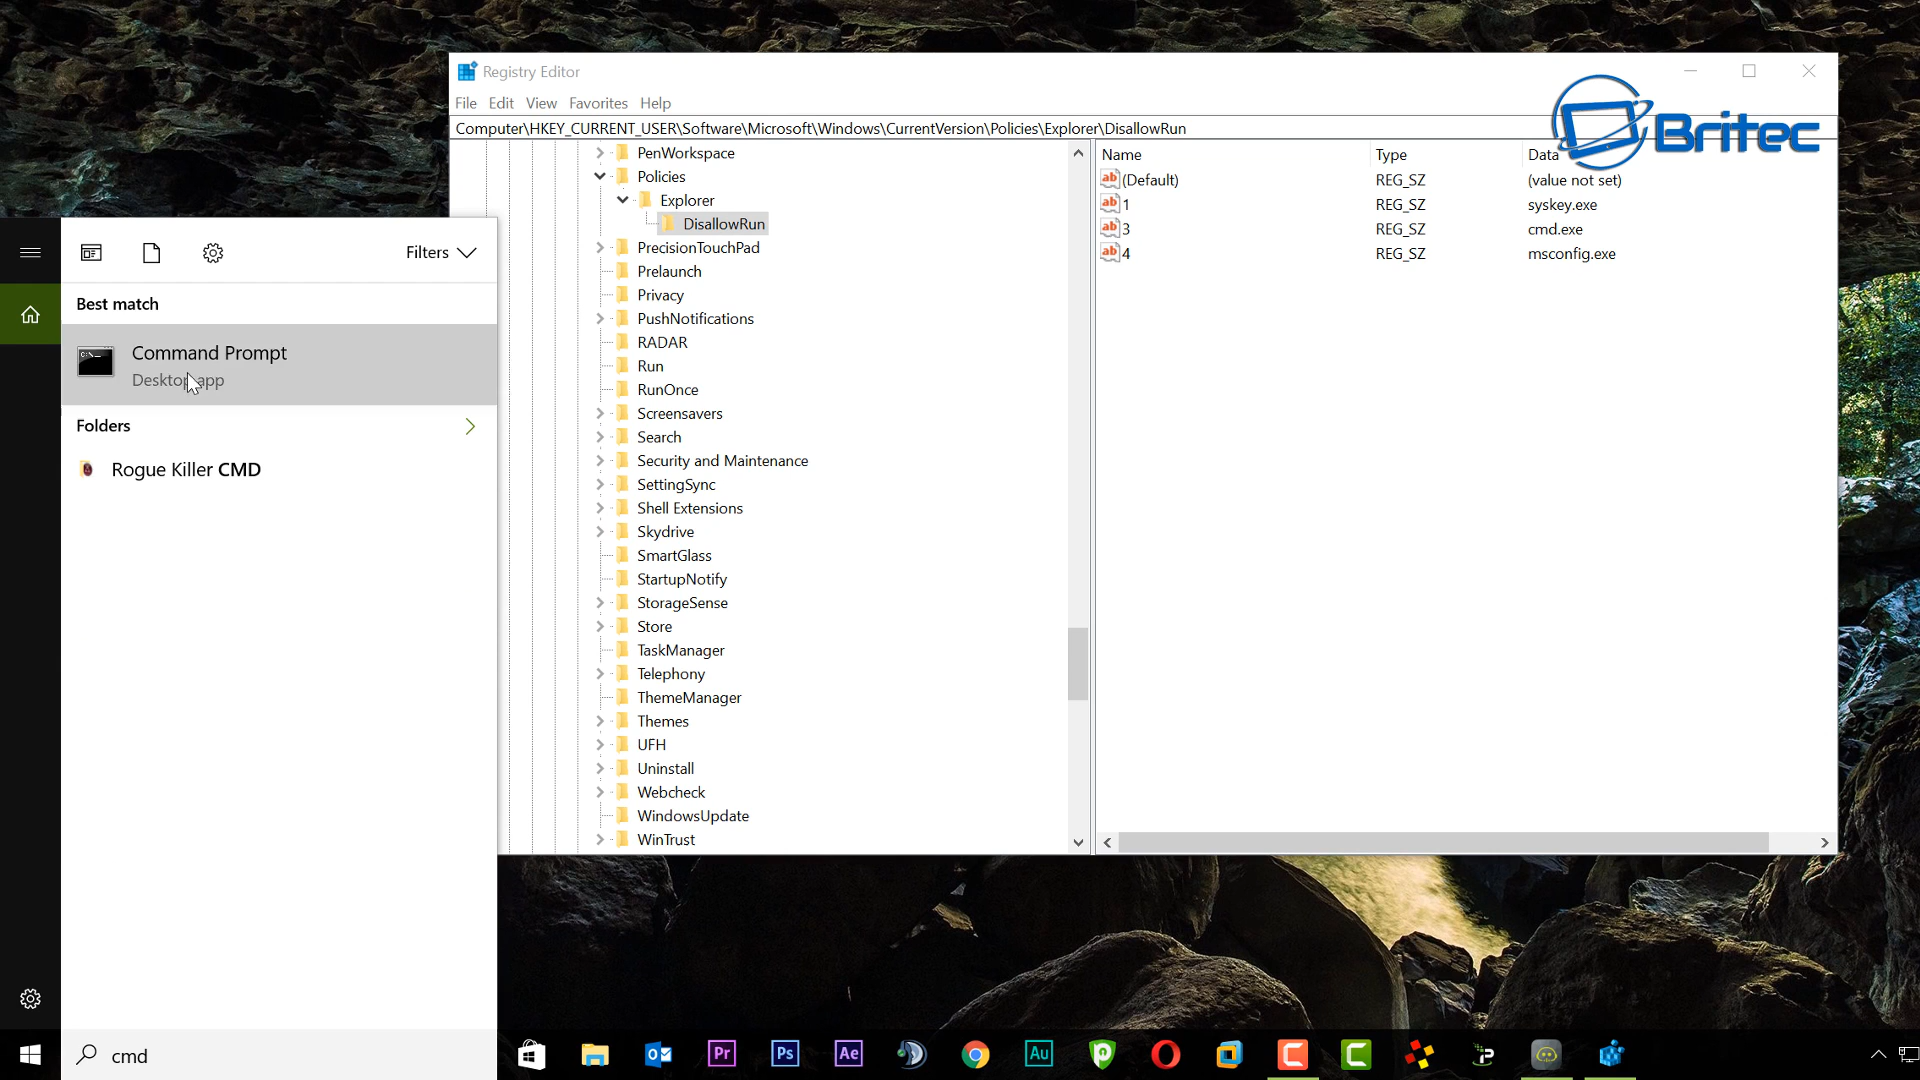 Registry Editor
File Edit View Favorites Help
Computer\HKEY_CURRENT_USER\Software\Microsoft\Windows\CurrentVersion\Policies\Explorer\DisallowRun
Britec
PenWorkspace
Policies
Explorer
DisallowRun
PrecisionTouchPad
Prelaunch
Privacy
PushNotifications
RADAR
Run
RunOnce
Screensavers
Search
Security and Maintenance
SettingSync
Shell Extensions
Skydrive
SmartGlass
StartupNotify
StorageSense
Store
TaskManager
Telephony
ThemeManager
Themes
UFH
Uninstall
Webcheck
WindowsUpdate
WinTrust
Name Type Data
(Default) REG_SZ (value not set)
1 REG_SZ syskey.exe
3 REG_SZ cmd.exe
4 REG_SZ msconfig.exe
Filters
Best match
Command Prompt
Desktop app
Folders
Rogue Killer CMD
cmd
Pr Ps Ae Au